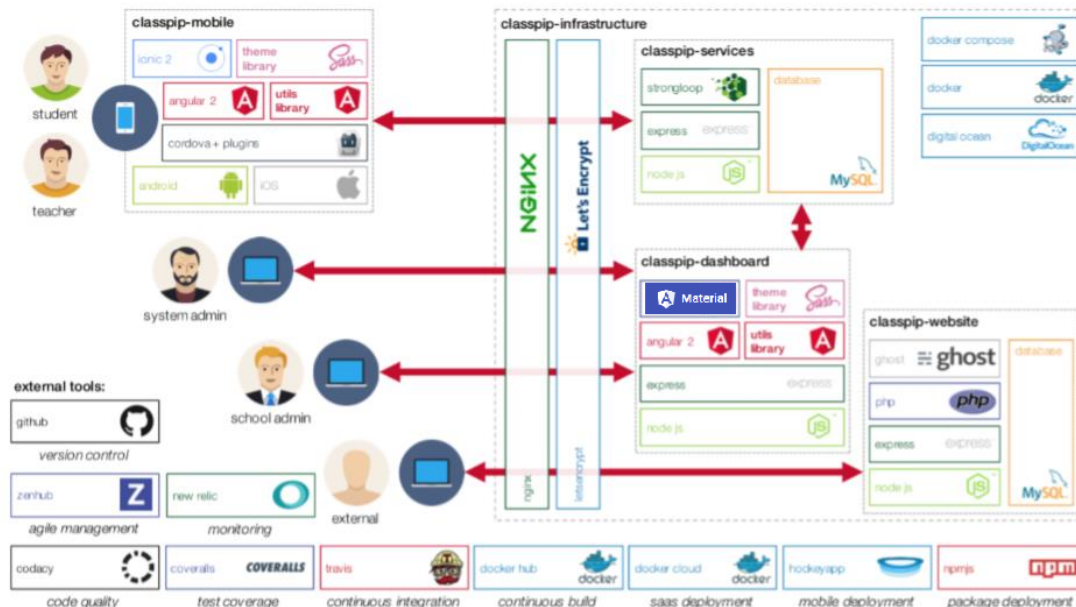 classpip-mobile
ionic 2
theme library Sass
angular 2
utils library
cordova + plugins
android
iOS
student
teacher
system admin
school admin
external
classpip-infrastructure
NGINX
nginx
Let's Encrypt
letsencrypt
classpip-services
strongloop
express express
node js JS
database
MySQL
docker compose
docker docker
digital ocean DigitalOcean
classpip-dashboard
Material
theme library Sass
angular 2
utils library
express express
node js JS
classpip-website
ghost ghost
php php
express express
node js JS
database
MySQL
external tools:
github
version control
zenhub Z
agile management
new relic
monitoring
codacy
code quality
coveralls COVERALLS
test coverage
travis
continuous integration
docker hub docker
continuous build
docker cloud docker
saas deployment
hockeyapp
mobile deployment
npmjs npm
package deployment